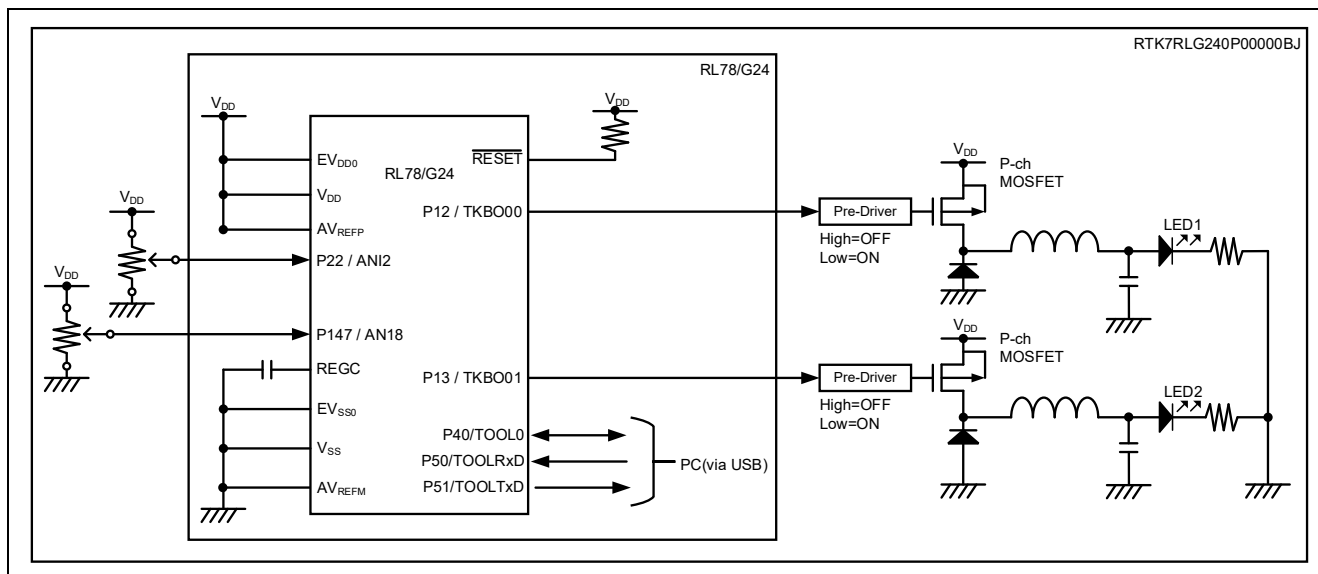 RTK7RLG240P00000BJ
RL78/G24
VDD
VDD
EVDD0
RESET
RL78/G24
VDD
P12 / TKBO00
AVREFP
P22 / ANI2
VDD
VDD
P147 / AN18
REGC
P13 / TKBO01
EVSS0
VSS
AVREFM
P40/TOOL0
P50/TOOLRxD
P51/TOOLTxD
PC(via USB)
VDD
P-ch
MOSFET
Pre-Driver
High=OFF
Low=ON
LED1
VDD
P-ch
MOSFET
Pre-Driver
High=OFF
Low=ON
LED2